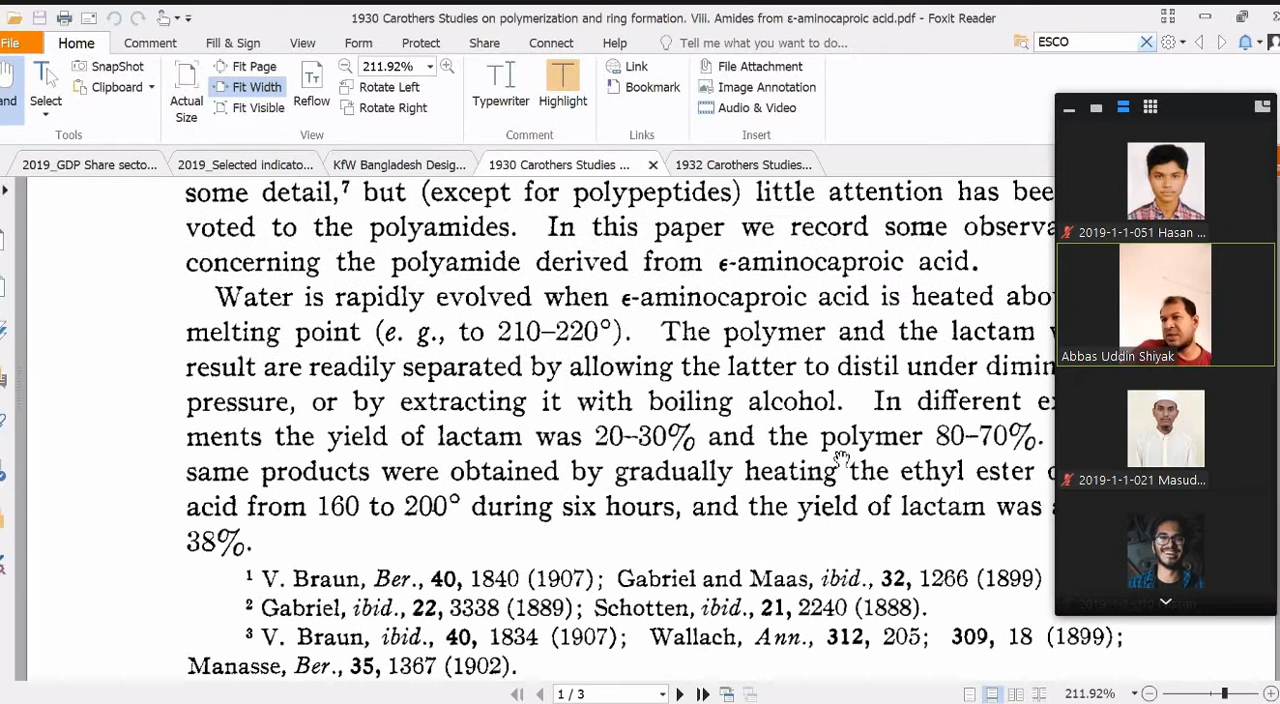 1930 Carothers Studies on polymerization and ring formation. Viii. Amides from ε-aminocaproic acid.pdf - Foxit Reader
File Home Comment Fill & Sign View Form Protect Share Connect Help Tell me what you want to do... ESCO
SnapShot Fit Page 211.92% Link File Attachment
Select Clipboard Actual Size Fit Width Reflow Rotate Left Typewriter Highlight Bookmark Image Annotation
Fit Visible Rotate Right Audio & Video
Tools View Comment Links Insert
2019_GDP Share secto... 2019_Selected indicato... KfW Bangladesh Desig... 1930 Carothers Studies ... 1932 Carothers Studies...
some detail,⁷ but (except for polypeptides) little attention has bee
voted to the polyamides. In this paper we record some observa
concerning the polyamide derived from ε-aminocaproic acid.
Water is rapidly evolved when ε-aminocaproic acid is heated abo
melting point (e. g., to 210–220°). The polymer and the lactam
result are readily separated by allowing the latter to distil under dimin
pressure, or by extracting it with boiling alcohol. In different e
ments the yield of lactam was 20–30% and the polymer 80–70%.
same products were obtained by gradually heating the ethyl ester
acid from 160 to 200° during six hours, and the yield of lactam was
38%.
¹ V. Braun, Ber., 40, 1840 (1907); Gabriel and Maas, ibid., 32, 1266 (1899)
² Gabriel, ibid., 22, 3338 (1889); Schotten, ibid., 21, 2240 (1888).
³ V. Braun, ibid., 40, 1834 (1907); Wallach, Ann., 312, 205; 309, 18 (1899);
Manasse, Ber., 35, 1367 (1902).
2019-1-1-051 Hasan ...
Abbas Uddin Shiyak
2019-1-1-021 Masud...
1 / 3 211.92%